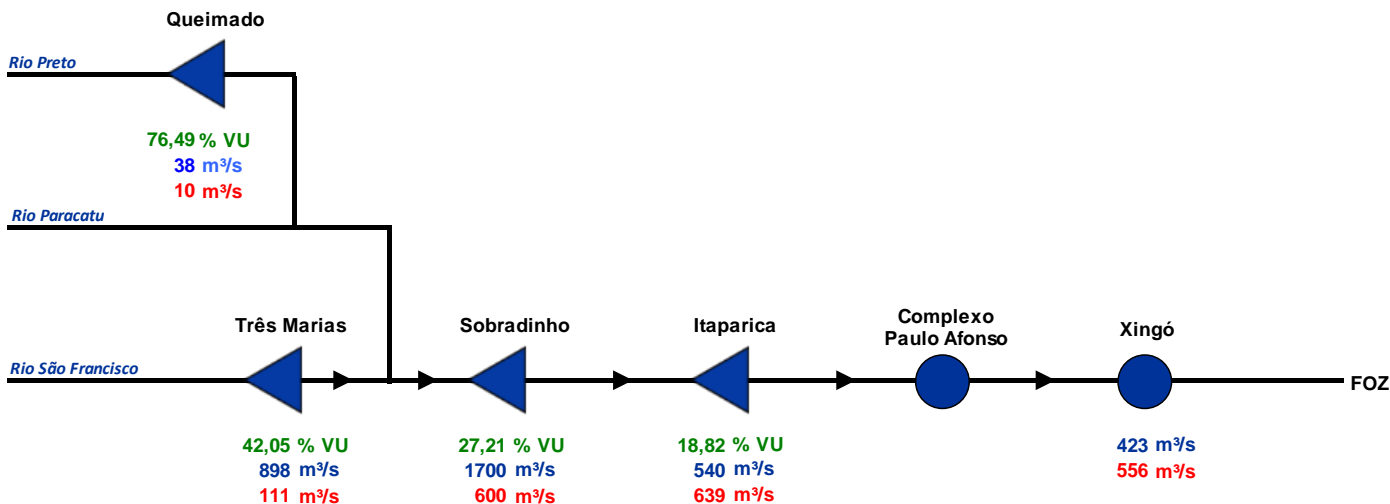 Queimado
Rio Preto
76,49 % VU
38 m³/s
10 m³/s
Rio Paracatu
Três Marias
Sobradinho
Itaparica
Complexo
Paulo Afonso
Xingó
Rio São Francisco
FOZ
42,05 % VU
898 m³/s
111 m³/s
27,21 % VU
1700 m³/s
600 m³/s
18,82 % VU
540 m³/s
639 m³/s
423 m³/s
556 m³/s